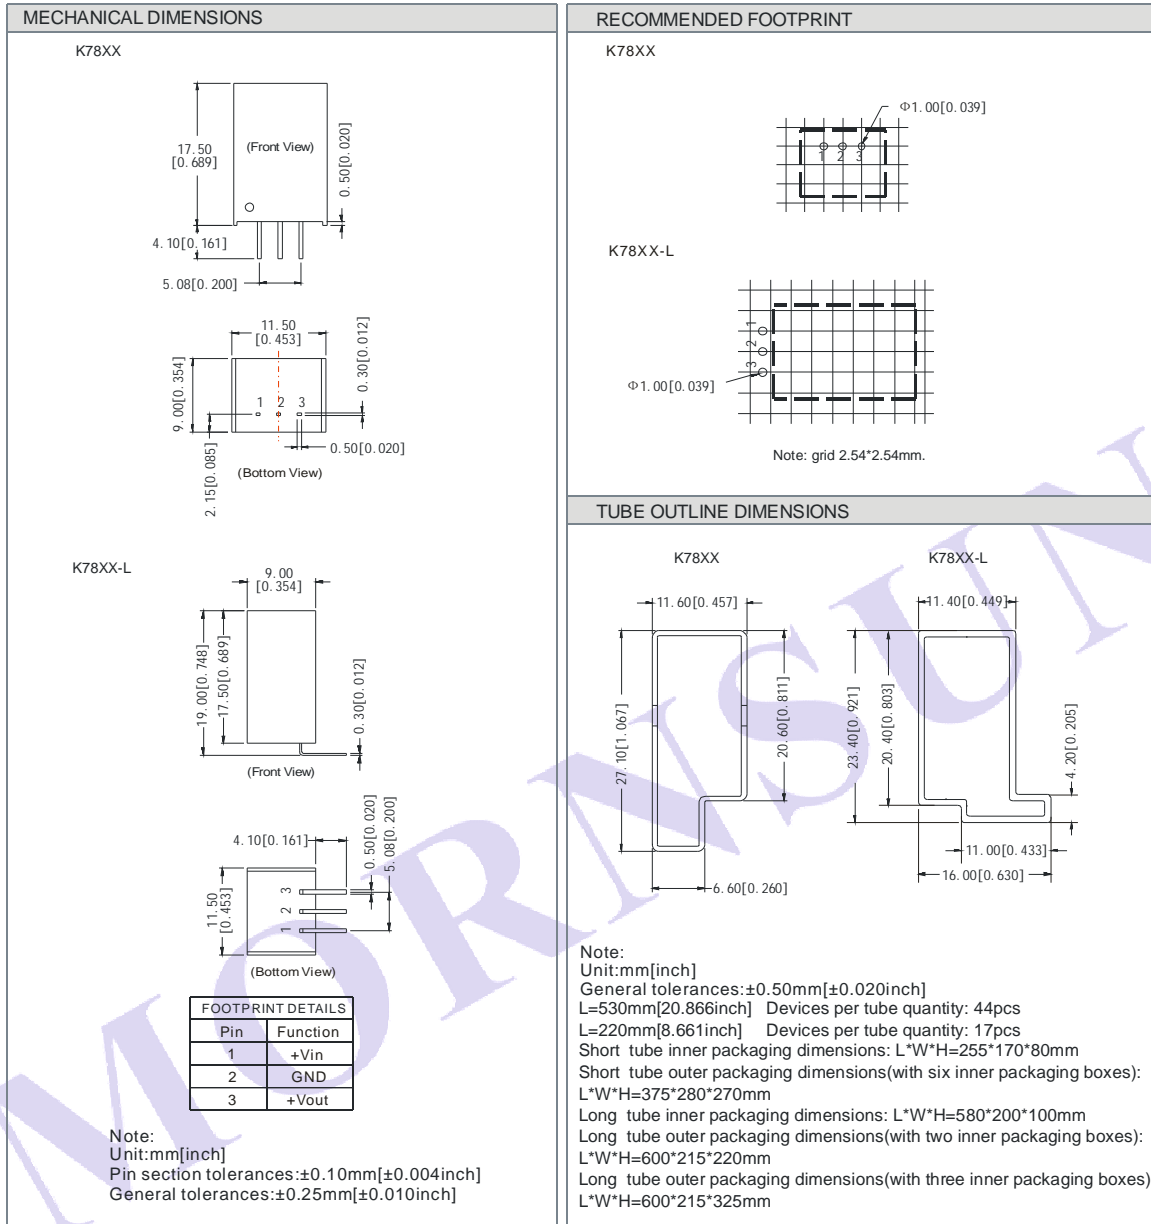 MECHANICAL DIMENSIONS
K78XX
17.50
[0.689]
(Front View)
0.50[0.020]
4.10[0.161]
5.08[0.200]
11.50
[0.453]
9.00[0.354]
0.30[0.012]
1 2 3
2.15[0.085]
0.50[0.020]
(Bottom View)
K78XX-L
9.00
[0.354]
19.00[0.748]
17.50[0.689]
0.30[0.012]
(Front View)
4.10[0.161]
0.50[0.020]
5.08[0.200]
11.50
[0.453]
3
2
1
(Bottom View)
FOOTPRINT DETAILS
Pin Function
1 +Vin
2 GND
3 +Vout
Note:
Unit:mm[inch]
Pin section tolerances:±0.10mm[±0.004inch]
General tolerances:±0.25mm[±0.010inch]
RECOMMENDED FOOTPRINT
K78XX
Φ1.00[0.039]
1 2 3
K78XX-L
1
2
3
Φ1.00[0.039]
Note: grid 2.54*2.54mm.
TUBE OUTLINE DIMENSIONS
K78XX
11.60[0.457]
27.10[1.067]
20.60[0.811]
6.60[0.260]
K78XX-L
11.40[0.449]
23.40[0.921]
20.40[0.803]
4.20[0.205]
11.00[0.433]
16.00[0.630]
Note:
Unit:mm[inch]
General tolerances:±0.50mm[±0.020inch]
L=530mm[20.866inch] Devices per tube quantity: 44pcs
L=220mm[8.661inch] Devices per tube quantity: 17pcs
Short tube inner packaging dimensions: L*W*H=255*170*80mm
Short tube outer packaging dimensions(with six inner packaging boxes):
L*W*H=375*280*270mm
Long tube inner packaging dimensions: L*W*H=580*200*100mm
Long tube outer packaging dimensions(with two inner packaging boxes):
L*W*H=600*215*220mm
Long tube outer packaging dimensions(with three inner packaging boxes)
L*W*H=600*215*325mm
MORNSUN